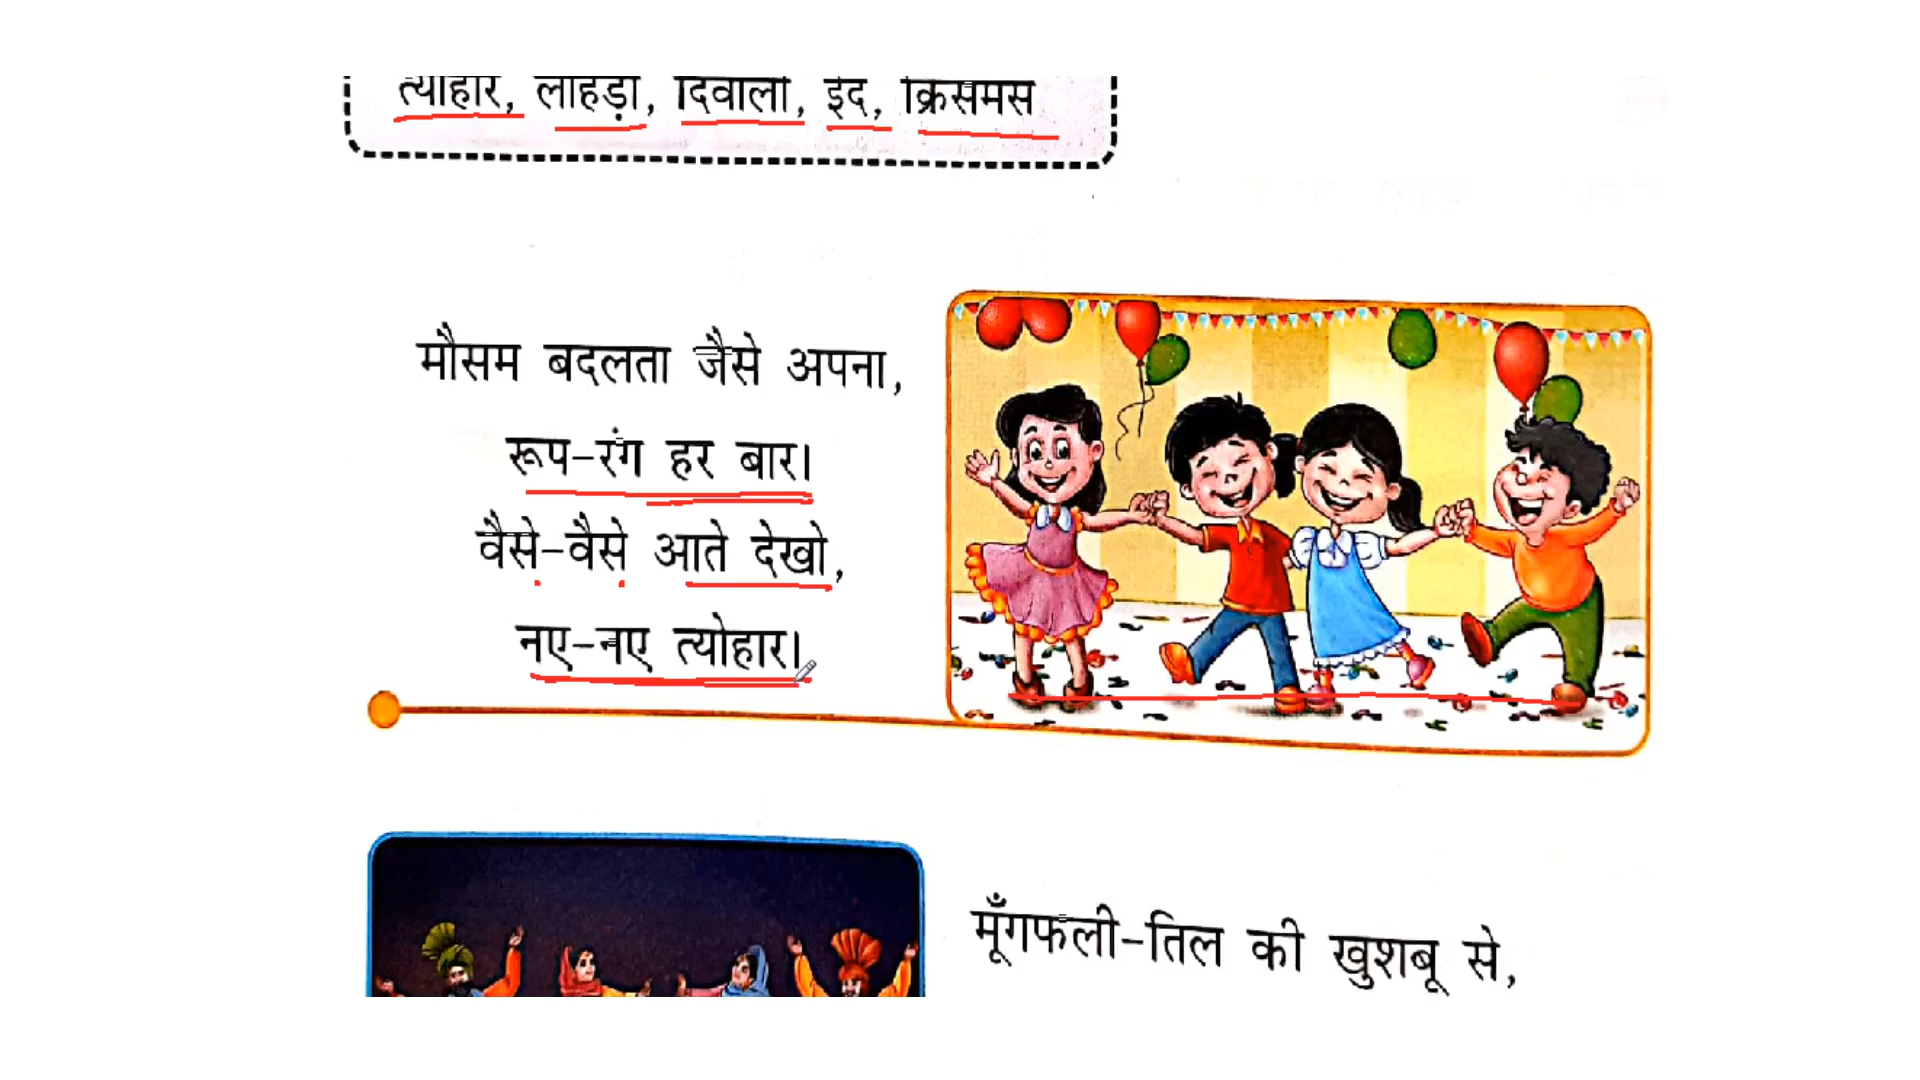 त्योहार, लोहड़ी, दिवाली, ईद, क्रिसमस
मौसम बदलता जैसे अपना,
रूप-रंग हर बार।
वैसे-वैसे आते देखो,
नए-नए त्योहार।
मूँगफली-तिल की खुशबू से,